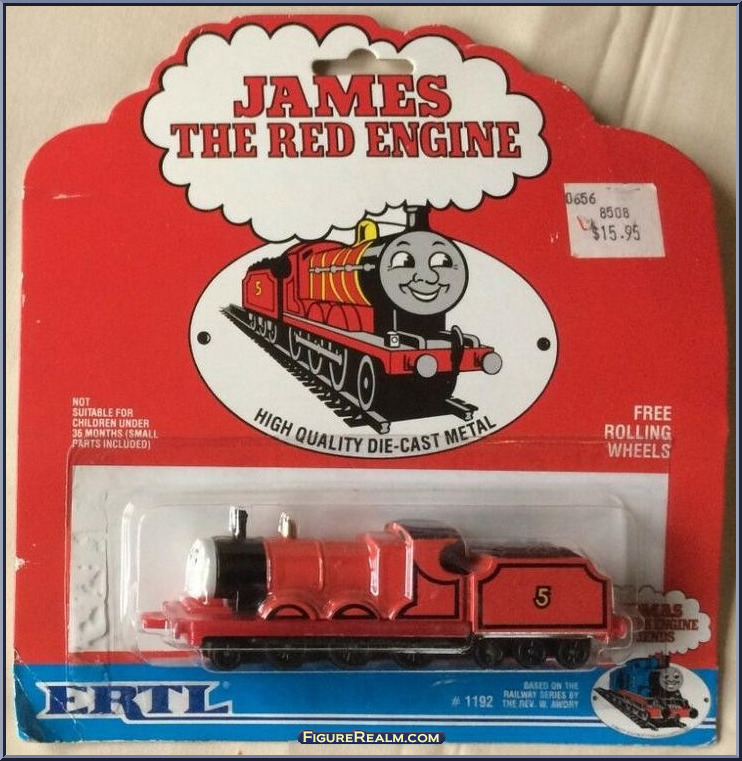 JAMES
THE RED ENGINE
0656
8508
$15.95
5
HIGH QUALITY DIE-CAST METAL
NOT
SUITABLE FOR
CHILDREN UNDER
36 MONTHS (SMALL
PARTS INCLUDED)
FREE
ROLLING
WHEELS
5
ENGINE
ERTL
# 1192
BASED ON THE
RAILWAY SERIES BY
THE REV. W. AWDRY
FIGUREREALM.COM